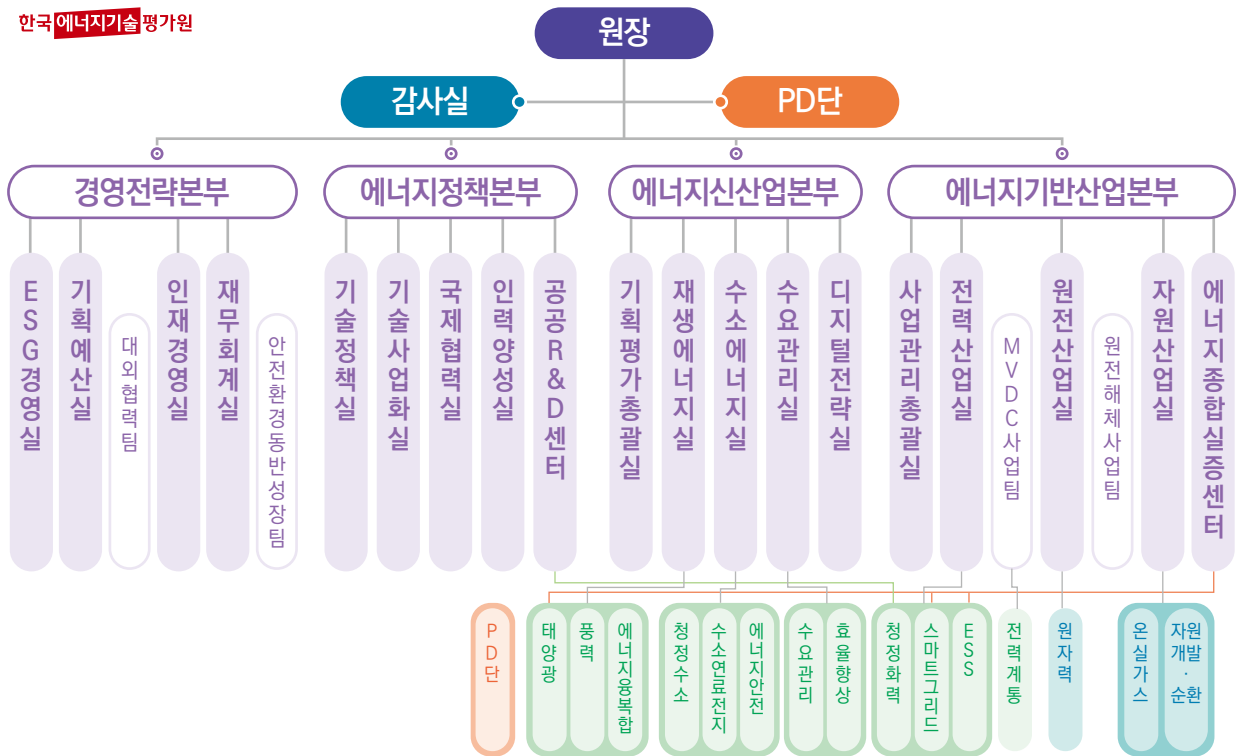 한국에너지기술평가원
원장
감사실
PD단
경영전략본부
에너지정책본부
에너지신산업본부
에너지기반산업본부
ESG경영실
기획예산실
대외협력팀
인재경영실
재무회계실
안전환경동반성장팀
기술정책실
기술사업화실
국제협력실
인력양성실
공공R&D센터
기획평가총괄실
재생에너지실
수소에너지실
수요관리실
디지털전략실
사업관리총괄실
전력산업실
MVDC사업팀
원전산업실
원전해체사업팀
자원산업실
에너지종합실증센터
PD단
태양광
풍력
에너지융복합
청정수소
수소연료전지
에너지안전
수요관리
효율향상
청정화력
스마트그리드
ESS
전력계통
원자력
온실가스
자원
개발
·
순환